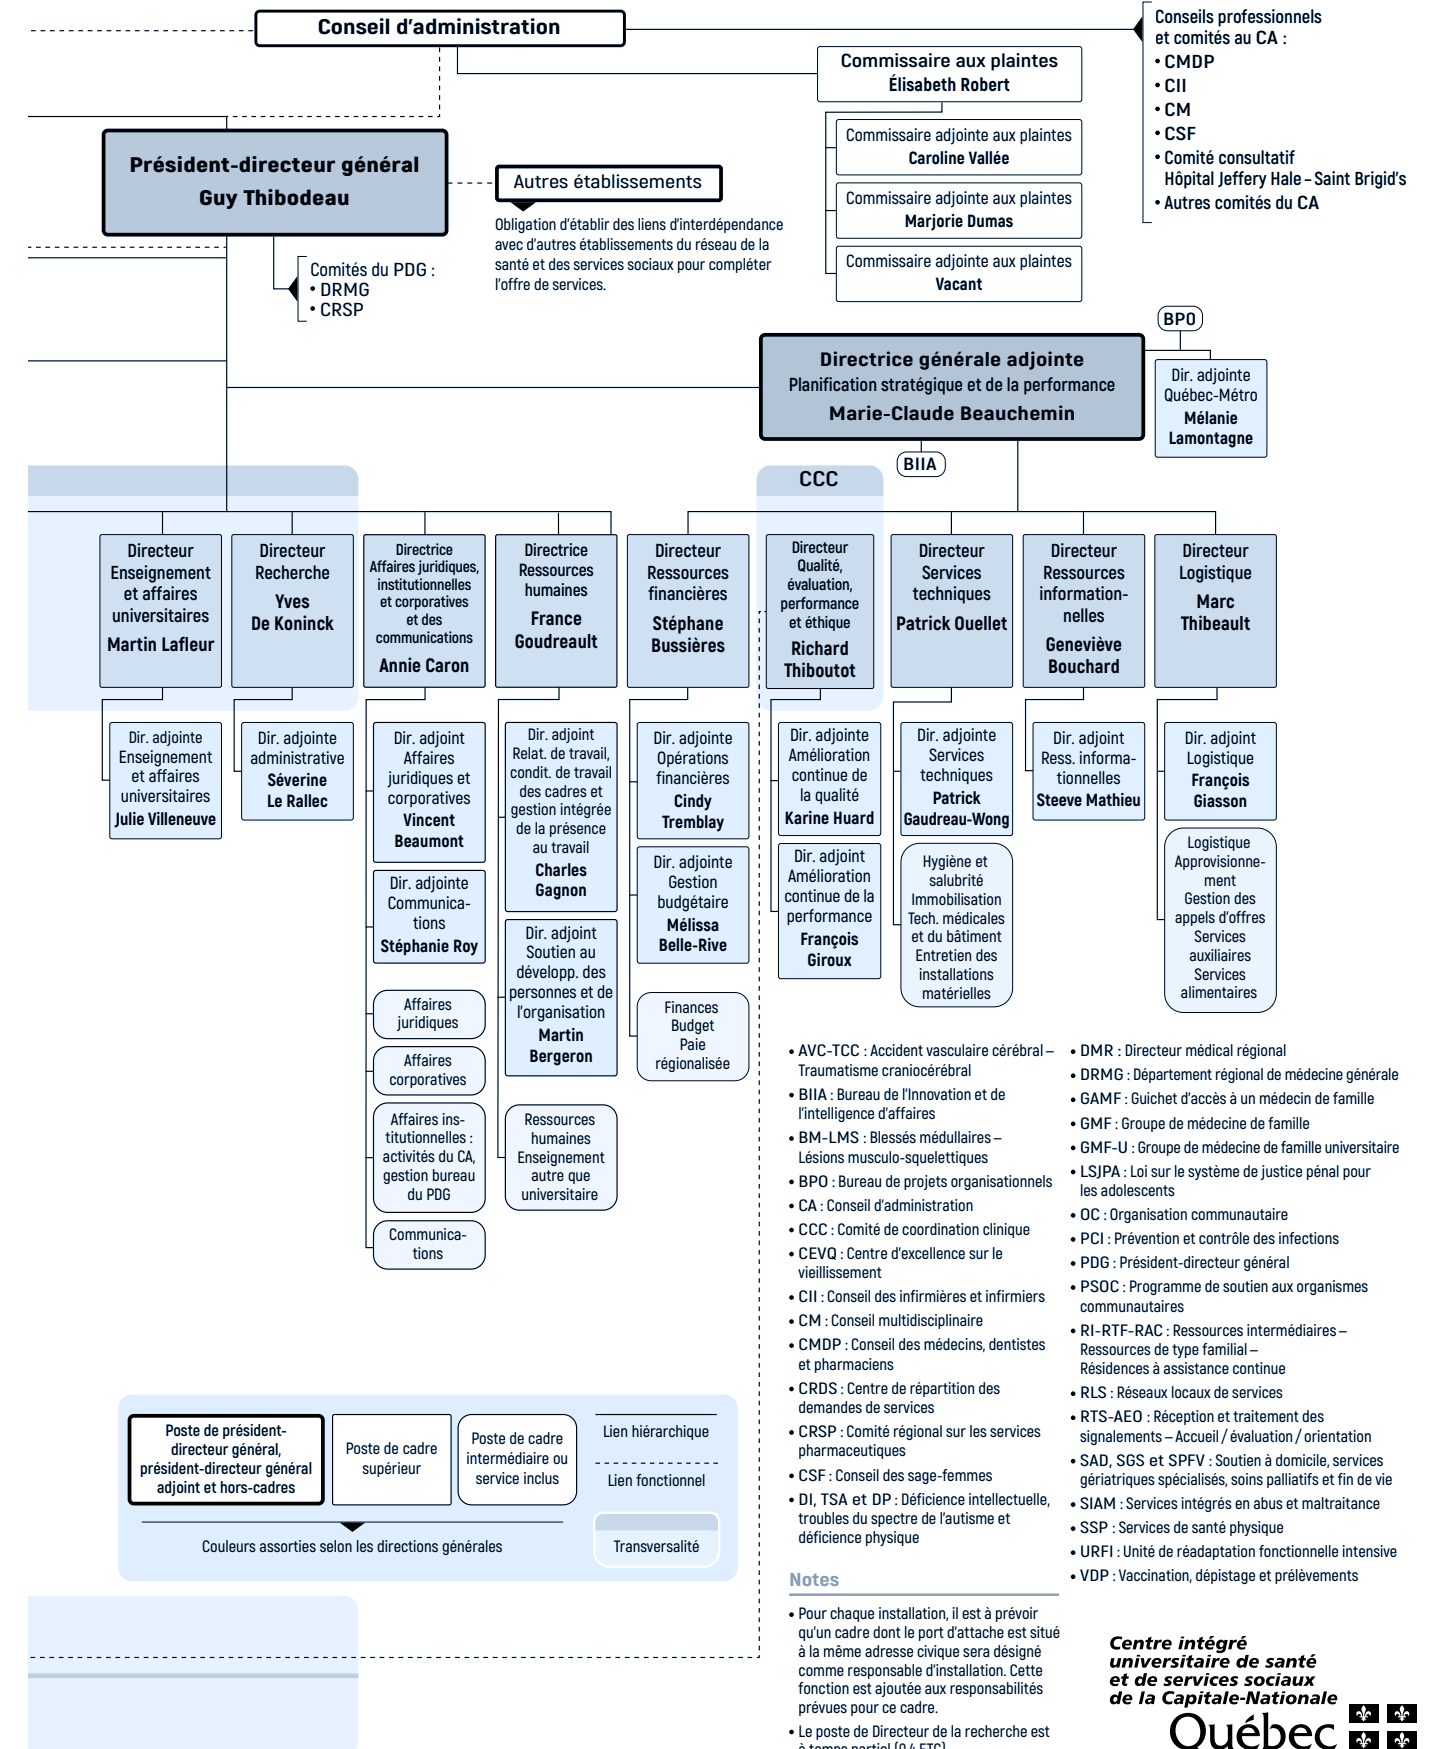 Conseil d'administration
Conseils professionnels
et comités au CA :
• CMDP
• CII
• CM
• CSF
• Comité consultatif
Hôpital Jeffery Hale – Saint Brigid's
• Autres comités du CA
Commissaire aux plaintes
Élisabeth Robert
Commissaire adjointe aux plaintes
Caroline Vallée
Commissaire adjointe aux plaintes
Marjorie Dumas
Commissaire adjointe aux plaintes
Vacant
Président-directeur général
Guy Thibodeau
Autres établissements
Obligation d'établir des liens d'interdépendance
avec d'autres établissements du réseau de la
santé et des services sociaux pour compléter
l'offre de services.
Comités du PDG :
• DRMG
• CRSP
BPO
Directrice générale adjointe
Planification stratégique et de la performance
Marie-Claude Beauchemin
Dir. adjointe
Québec-Métro
Mélanie
Lamontagne
BIIA
CCC
Directeur
Enseignement
et affaires
universitaires
Martin Lafleur
Directeur
Recherche
Yves
De Koninck
Directrice
Affaires juridiques,
institutionnelles
et corporatives
et des
communications
Annie Caron
Directrice
Ressources
humaines
France
Goudreault
Directeur
Ressources
financières
Stéphane
Bussières
Directeur
Qualité,
évaluation,
performance
et éthique
Richard
Thiboutot
Directeur
Services
techniques
Patrick Ouellet
Directeur
Ressources
information-
nelles
Geneviève
Bouchard
Directeur
Logistique
Marc
Thibeault
Dir. adjointe
Enseignement
et affaires
universitaires
Julie Villeneuve
Dir. adjointe
administrative
Séverine
Le Rallec
Dir. adjoint
Affaires
juridiques et
corporatives
Vincent
Beaumont
Dir. adjointe
Communica-
tions
Stéphanie Roy
Affaires
juridiques
Affaires
corporatives
Affaires ins-
titutionnelles :
activités du CA,
gestion bureau
du PDG
Communica-
tions
Dir. adjoint
Relat. de travail,
condit. de travail
des cadres et
gestion intégrée
de la présence
au travail
Charles
Gagnon
Dir. adjoint
Soutien au
développ. des
personnes et de
l'organisation
Martin
Bergeron
Ressources
humaines
Enseignement
autre que
universitaire
Dir. adjointe
Opérations
financières
Cindy
Tremblay
Dir. adjointe
Gestion
budgétaire
Mélissa
Belle-Rive
Finances
Budget
Paie
régionalisée
Dir. adjointe
Amélioration
continue de
la qualité
Karine Huard
Dir. adjoint
Amélioration
continue de la
performance
François
Giroux
Dir. adjointe
Services
techniques
Patrick
Gaudreau-Wong
Hygiène et
salubrité
Immobilisation
Tech. médicales
et du bâtiment
Entretien des
installations
matérielles
Dir. adjoint
Ress. informa-
tionnelles
Steeve Mathieu
Dir. adjoint
Logistique
François
Giasson
Logistique
Approvisionne-
ment
Gestion des
appels d'offres
Services
auxiliaires
Services
alimentaires
• AVC-TCC : Accident vasculaire cérébral –
Traumatisme craniocérébral
• BIIA : Bureau de l'Innovation et de
l'intelligence d'affaires
• BM-LMS : Blessés médullaires –
Lésions musculo-squelettiques
• BPO : Bureau de projets organisationnels
• CA : Conseil d'administration
• CCC : Comité de coordination clinique
• CEVQ : Centre d'excellence sur le
vieillissement
• CII : Conseil des infirmières et infirmiers
• CM : Conseil multidisciplinaire
• CMDP : Conseil des médecins, dentistes
et pharmaciens
• CRDS : Centre de répartition des
demandes de services
• CRSP : Comité régional sur les services
pharmaceutiques
• CSF : Conseil des sage-femmes
• DI, TSA et DP : Déficience intellectuelle,
troubles du spectre de l'autisme et
déficience physique
• DMR : Directeur médical régional
• DRMG : Département régional de médecine générale
• GAMF : Guichet d'accès à un médecin de famille
• GMF : Groupe de médecine de famille
• GMF-U : Groupe de médecine de famille universitaire
• LSJPA : Loi sur le système de justice pénal pour
les adolescents
• OC : Organisation communautaire
• PCI : Prévention et contrôle des infections
• PDG : Président-directeur général
• PSOC : Programme de soutien aux organismes
communautaires
• RI-RTF-RAC : Ressources intermédiaires –
Ressources de type familial –
Résidences à assistance continue
• RLS : Réseaux locaux de services
• RTS-AEO : Réception et traitement des
signalements – Accueil / évaluation / orientation
• SAD, SGS et SPFV : Soutien à domicile, services
gériatriques spécialisés, soins palliatifs et fin de vie
• SIAM : Services intégrés en abus et maltraitance
• SSP : Services de santé physique
• URFI : Unité de réadaptation fonctionnelle intensive
• VDP : Vaccination, dépistage et prélèvements
Poste de président-
directeur général,
président-directeur général
adjoint et hors-cadres
Poste de cadre
supérieur
Poste de cadre
intermédiaire ou
service inclus
Lien hiérarchique
Lien fonctionnel
Couleurs assorties selon les directions générales
Transversalité
Notes
• Pour chaque installation, il est à prévoir
qu'un cadre dont le port d'attache est situé
à la même adresse civique sera désigné
comme responsable d'installation. Cette
fonction est ajoutée aux responsabilités
prévues pour ce cadre.
• Le poste de Directeur de la recherche est
à temps partiel (0,4 ETC)
Centre intégré
universitaire de santé
et de services sociaux
de la Capitale-Nationale
Québec